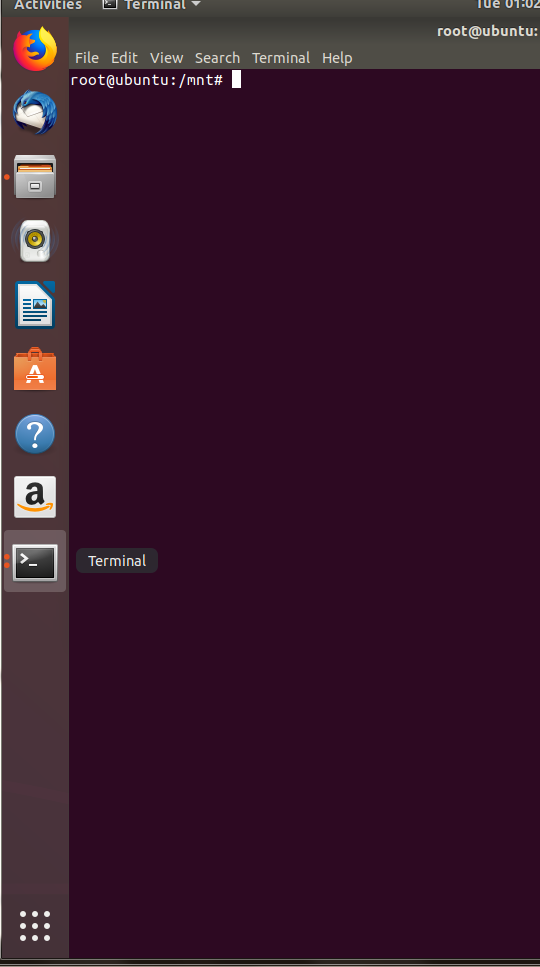 Activities Terminal Tue 01:02
root@ubuntu:
File Edit View Search Terminal Help
root@ubuntu:/mnt#
Terminal